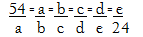 54 = a = b = c = d = e
a b c d e 24